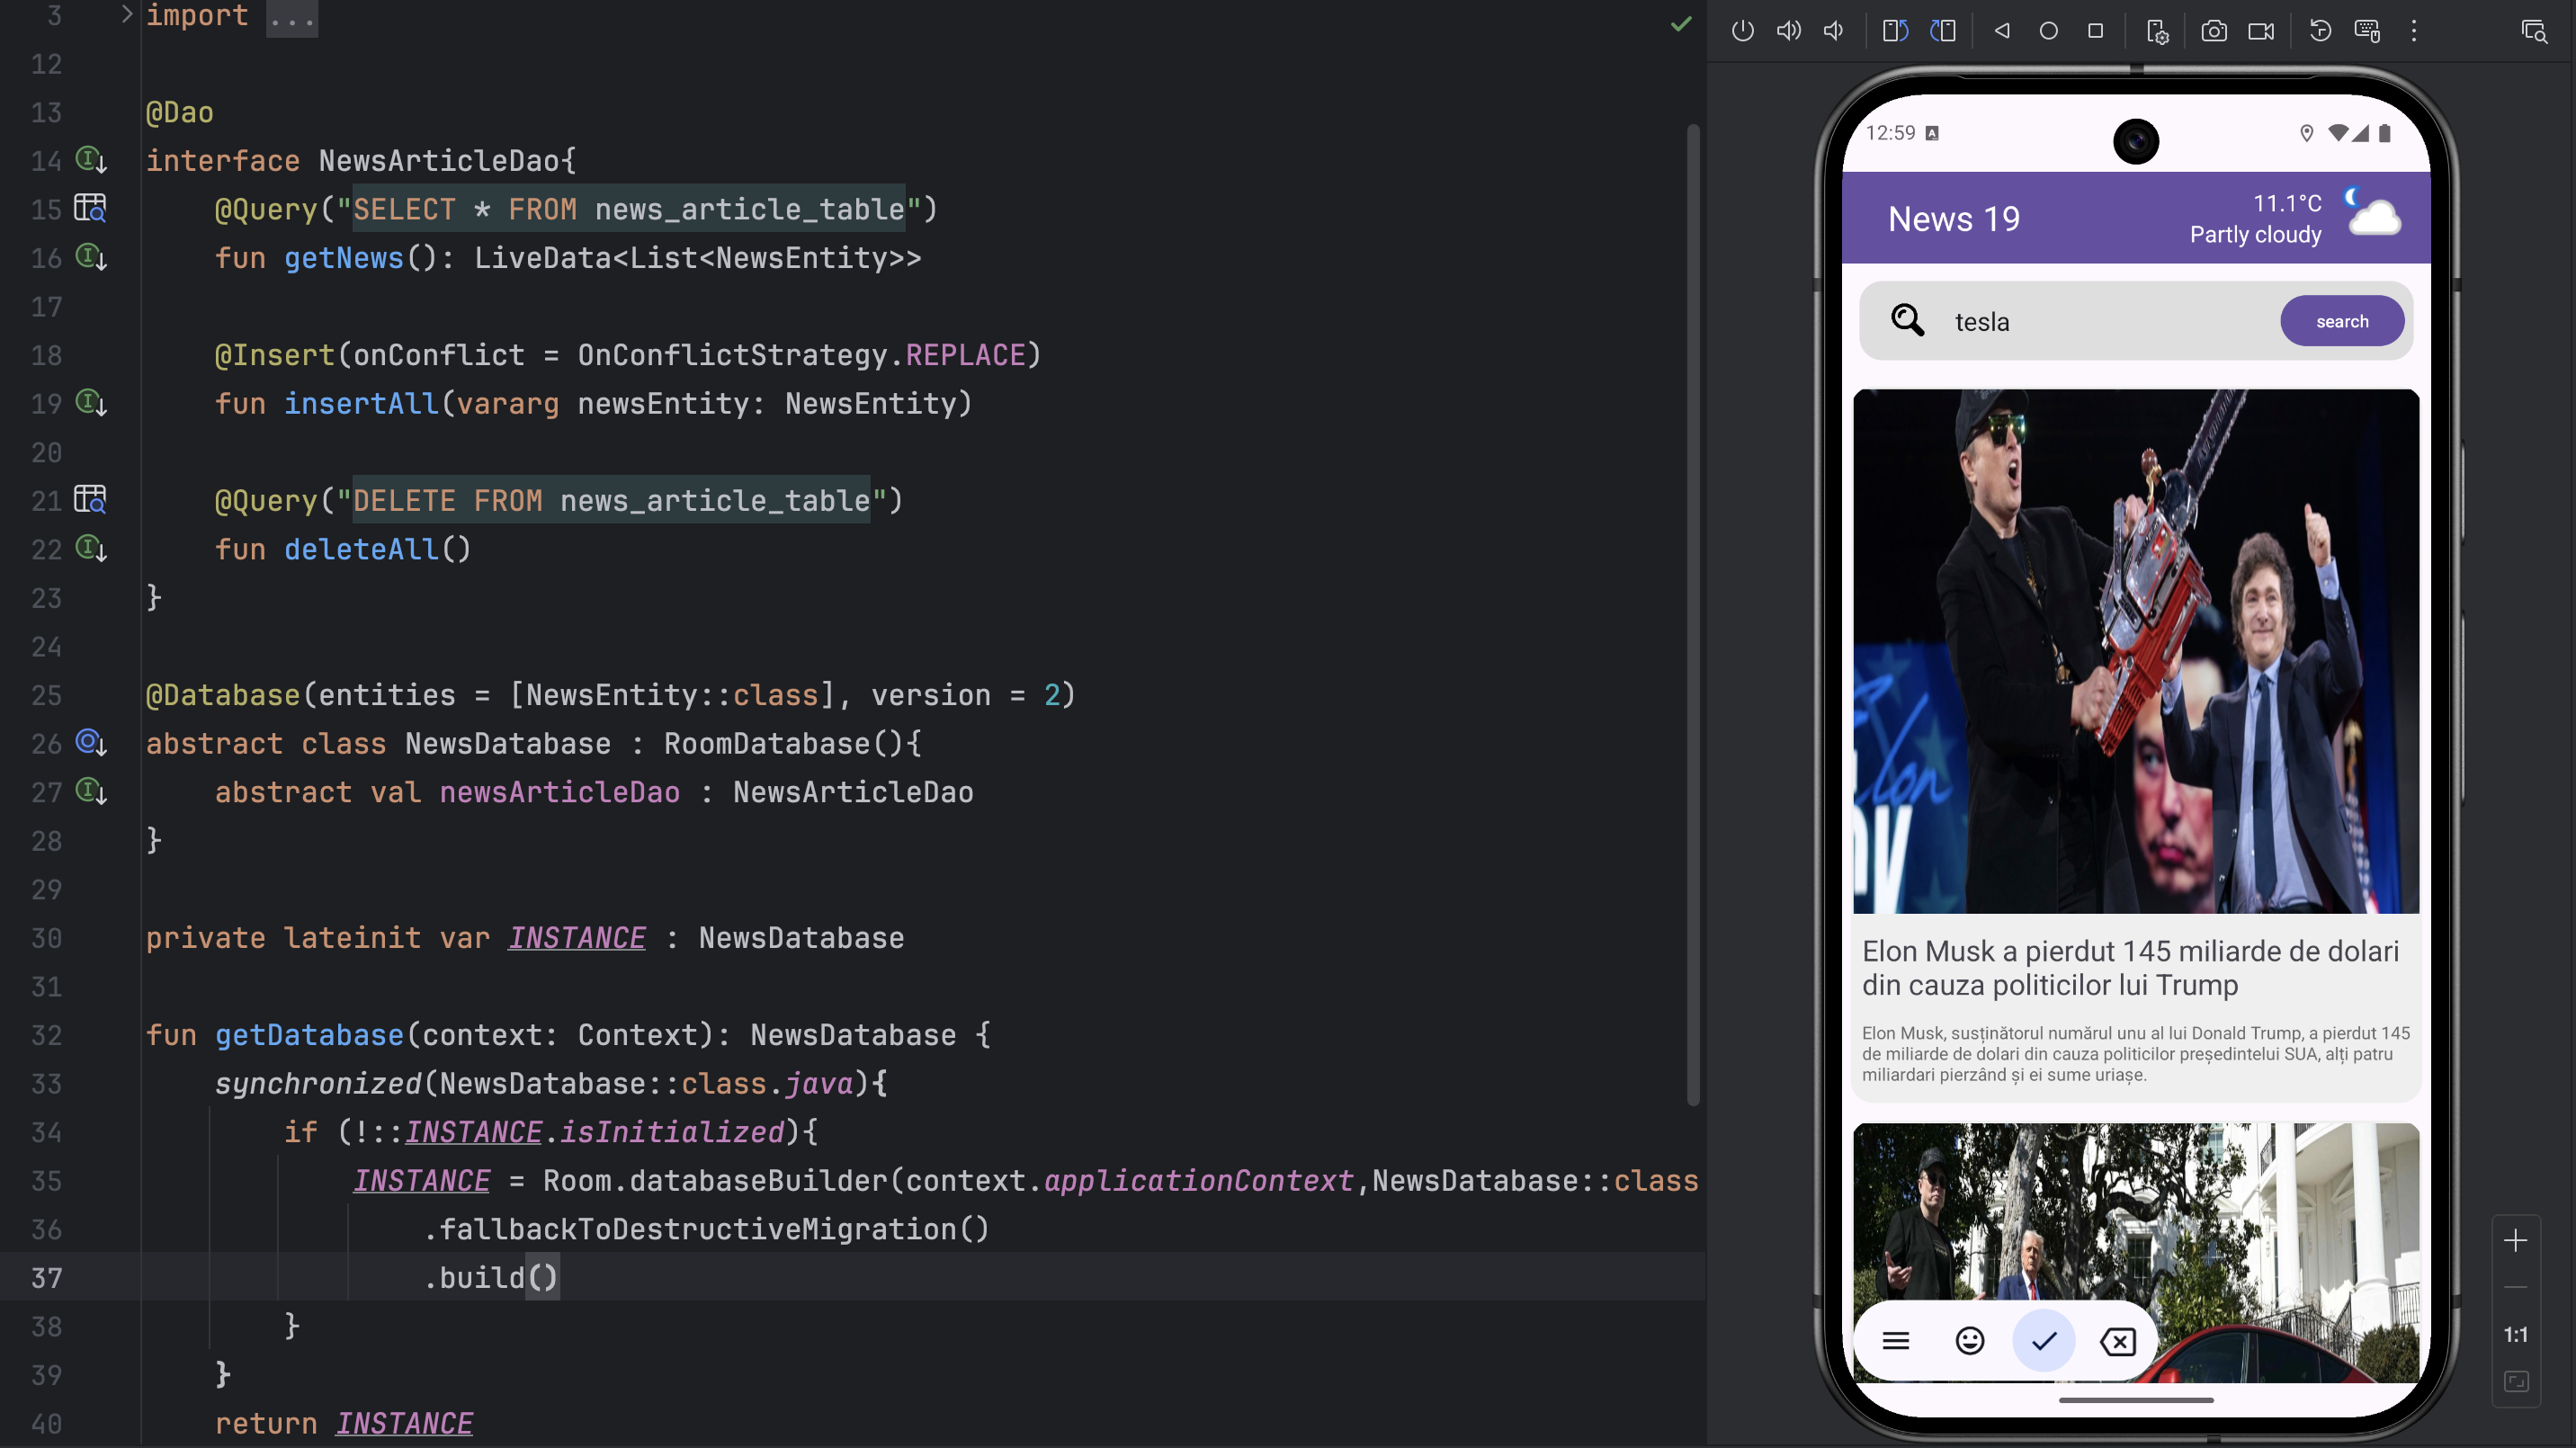 3 import ...
12
13 @Dao
14 interface NewsArticleDao{
15 @Query("SELECT * FROM news_article_table")
16 fun getNews(): LiveData<List<NewsEntity>>
17
18 @Insert(onConflict = OnConflictStrategy.REPLACE)
19 fun insertAll(vararg newsEntity: NewsEntity)
20
21 @Query("DELETE FROM news_article_table")
22 fun deleteAll()
23 }
24
25 @Database(entities = [NewsEntity::class], version = 2)
26 abstract class NewsDatabase : RoomDatabase(){
27 abstract val newsArticleDao : NewsArticleDao
28 }
29
30 private lateinit var INSTANCE : NewsDatabase
31
32 fun getDatabase(context: Context): NewsDatabase {
33 synchronized(NewsDatabase::class.java){
34 if (!::INSTANCE.isInitialized){
35 INSTANCE = Room.databaseBuilder(context.applicationContext,NewsDatabase::class
36 .fallbackToDestructiveMigration()
37 .build()
38 }
39 }
40 return INSTANCE
12:59 A
News 19
11.1°C
Partly cloudy
tesla
search
Elon Musk a pierdut 145 miliarde de dolari
din cauza politicilor lui Trump
Elon Musk, susținătorul numărul unu al lui Donald Trump, a pierdut 145
de miliarde de dolari din cauza politicilor președintelui SUA, alți patru
miliardari pierzând și ei sume uriașe.
1:1